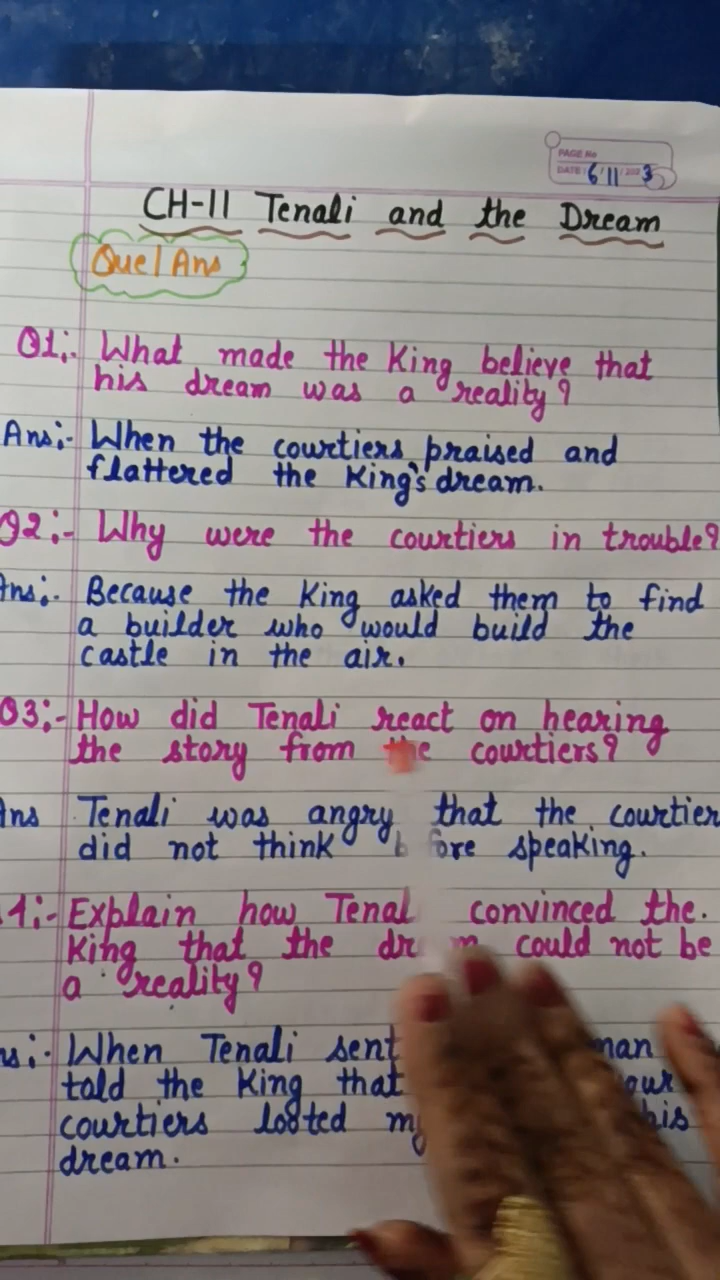 PAGE No
DATE: 6/11/2023
CH-11 Tenali and the Dream
Que/Ans
Q1:- What made the King believe that
his dream was a reality?
Ans:- When the courtiers praised and
flattered the King's dream.
Q2:- Why were the courtiers in trouble?
Ans:- Because the King asked them to find
a builder who would build the
castle in the air.
Q3:- How did Tenali react on hearing
the story from the courtiers?
Ans Tenali was angry that the courtier
did not think before speaking.
1:- Explain how Tenal convinced the.
King that the could not be
a reality?
ns:- When Tenali sent man
told the King that our
courtiers looted his
dream.